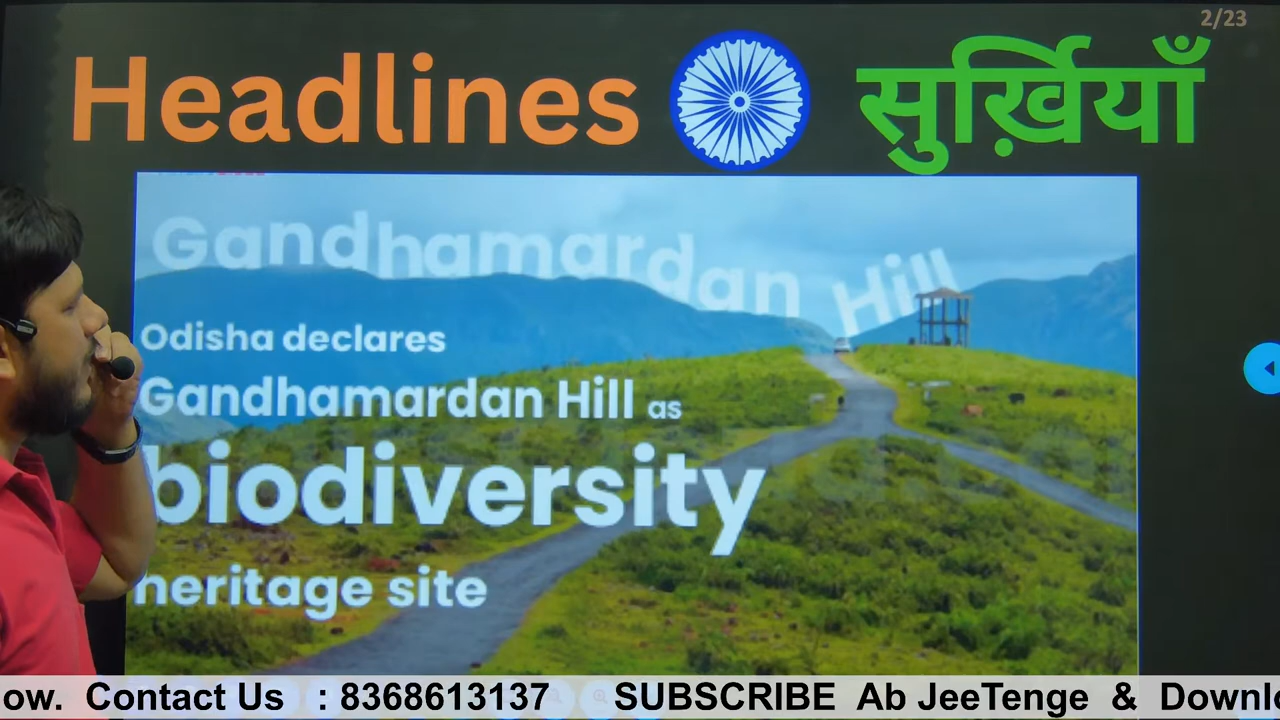 2/23
Headlines सुर्ख़ियाँ
Gandhamardan Hill
Odisha declares
Gandhamardan Hill as
biodiversity
heritage site
ow. Contact Us : 8368613137 SUBSCRIBE Ab JeeTenge & Downlo